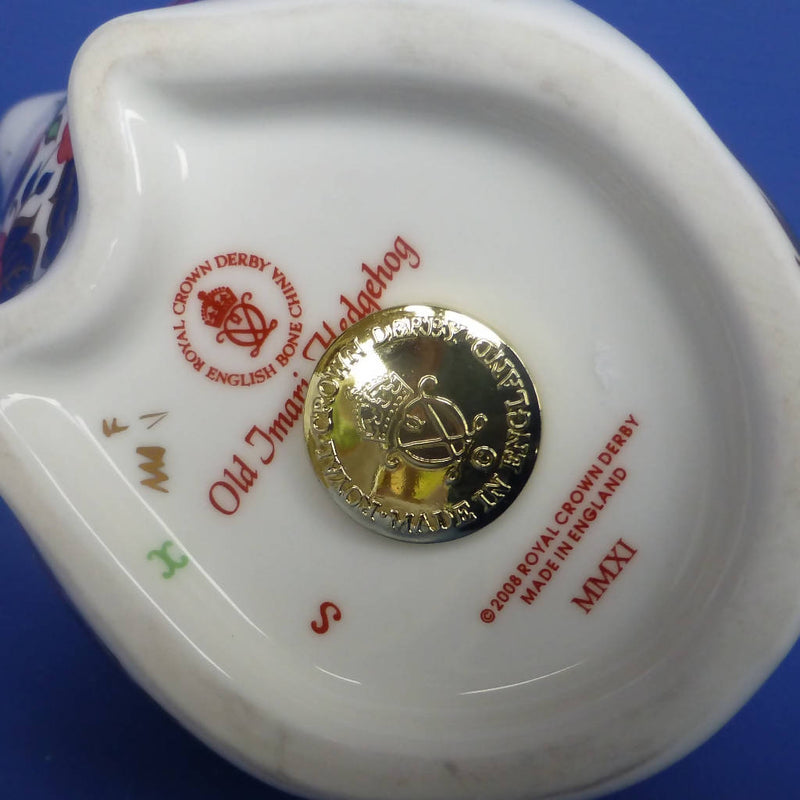 ROYAL CROWN DERBY
ENGLISH BONE CHINA
Old Imari Hedgehog
ROYAL · CROWN · DERBY · MADE IN ENGLAND ©
© 2008 ROYAL CROWN DERBY
MADE IN ENGLAND
MMXI
F
S